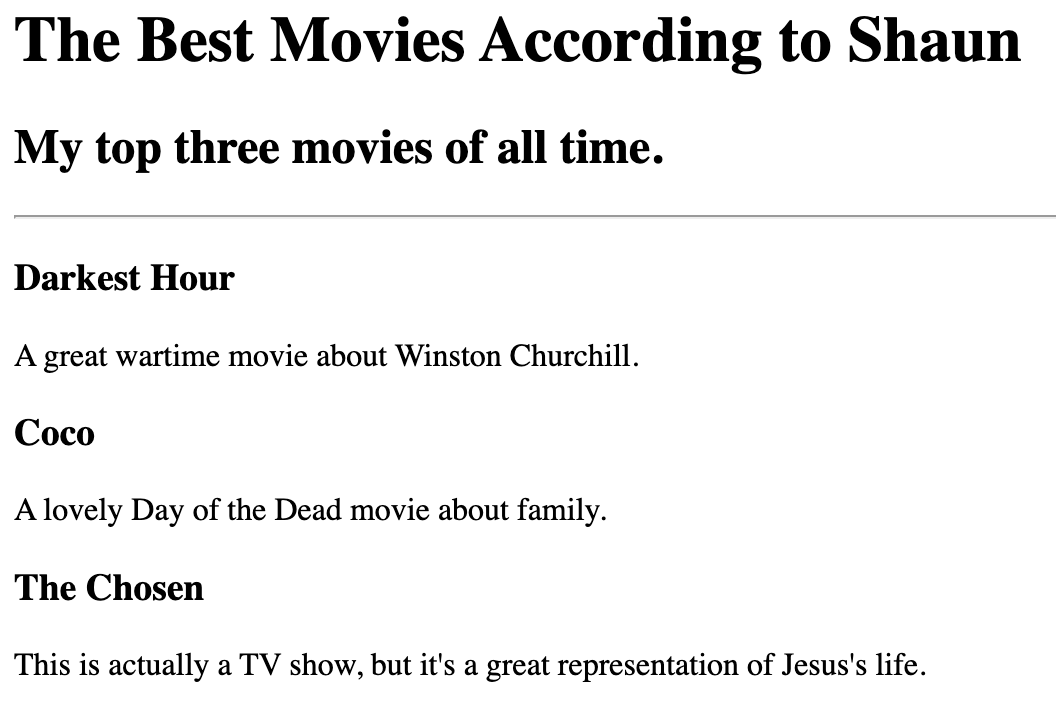 The Best Movies According to Shaun
My top three movies of all time.
Darkest Hour
A great wartime movie about Winston Churchill.
Coco
A lovely Day of the Dead movie about family.
The Chosen
This is actually a TV show, but it's a great representation of Jesus's life.